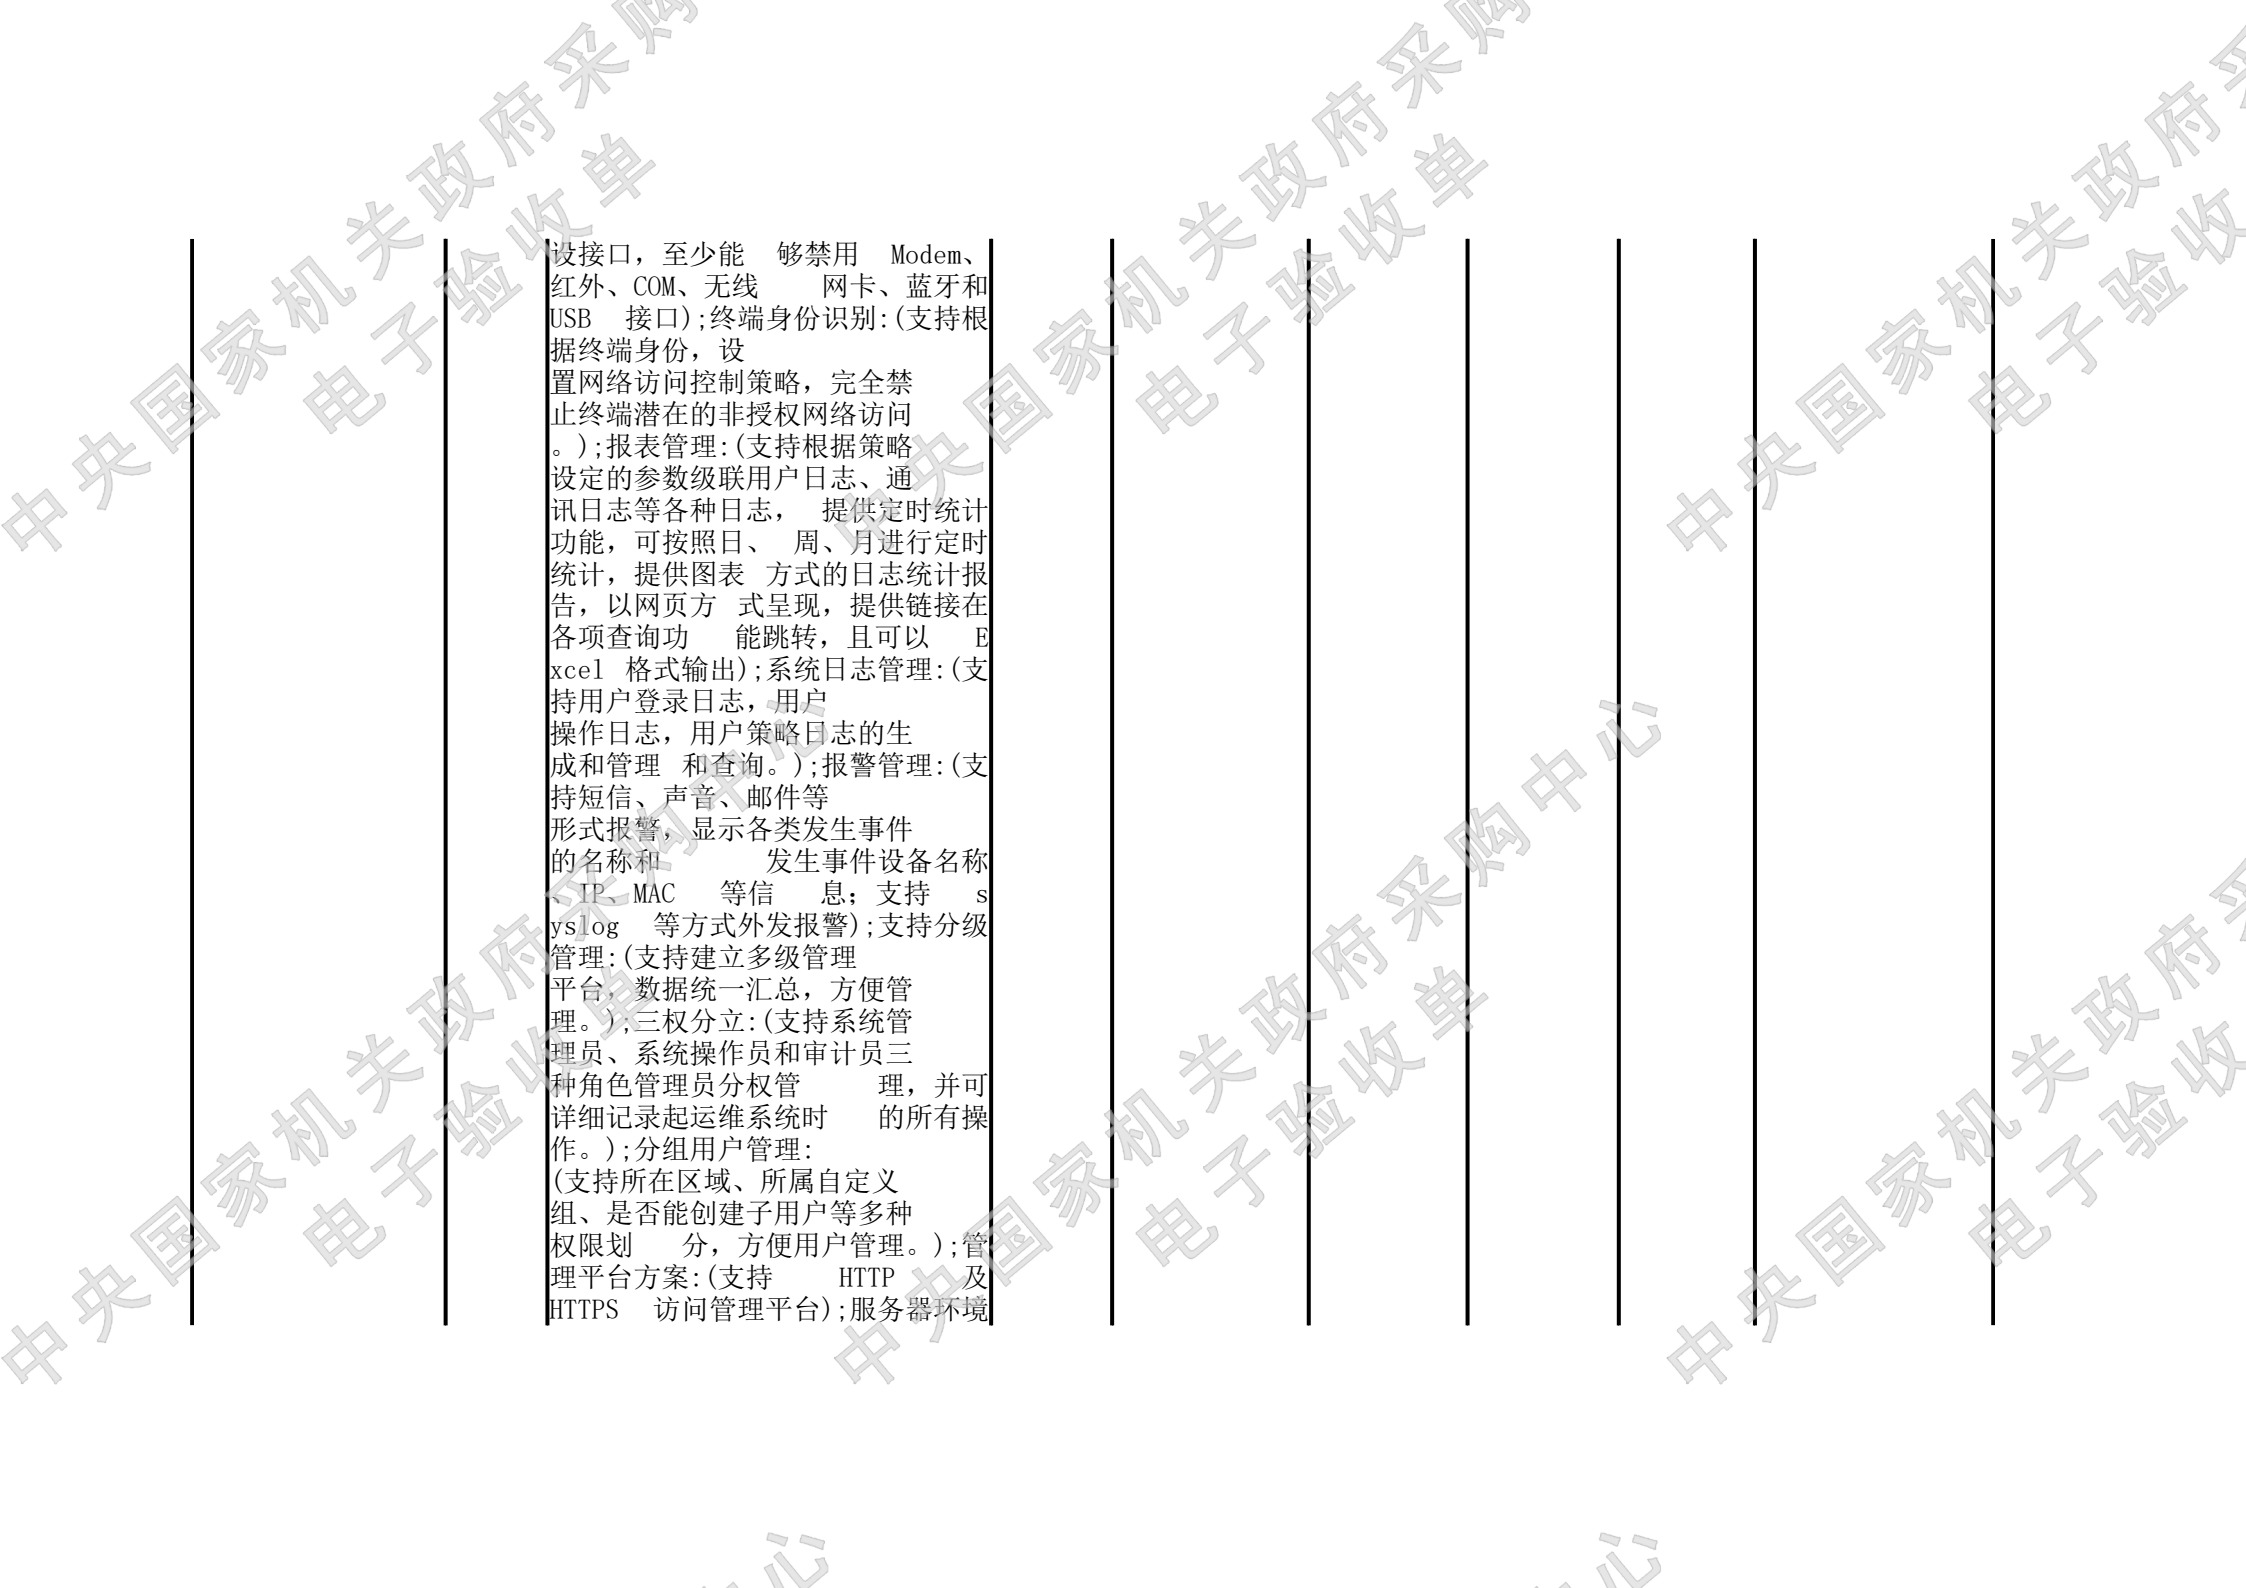 设接口，至少能 够禁用 Modem、
红外、COM、无线 网卡、蓝牙和
USB 接口);终端身份识别:(支持根
据终端身份，设
置网络访问控制策略，完全禁
止终端潜在的非授权网络访问
。);报表管理:(支持根据策略
设定的参数级联用户日志、通
讯日志等各种日志， 提供定时统计
功能，可按照日、 周、月进行定时
统计，提供图表 方式的日志统计报
告，以网页方 式呈现，提供链接在
各项查询功 能跳转，且可以 E
xcel 格式输出);系统日志管理:(支
持用户登录日志，用户
操作日志，用户策略日志的生
成和管理 和查询。);报警管理:(支
持短信、声音、邮件等
形式报警，显示各类发生事件
的名称和 发生事件设备名称
、IP、MAC 等信 息；支持 s
yslog 等方式外发报警);支持分级
管理:(支持建立多级管理
平台，数据统一汇总，方便管
理。);三权分立:(支持系统管
理员、系统操作员和审计员三
种角色管理员分权管 理，并可
详细记录起运维系统时 的所有操
作。);分组用户管理:
(支持所在区域、所属自定义
组、是否能创建子用户等多种
权限划 分，方便用户管理。);管
理平台方案:(支持 HTTP 及
HTTPS 访问管理平台);服务器环境
中央国家机关政府采购中心
电子验收单